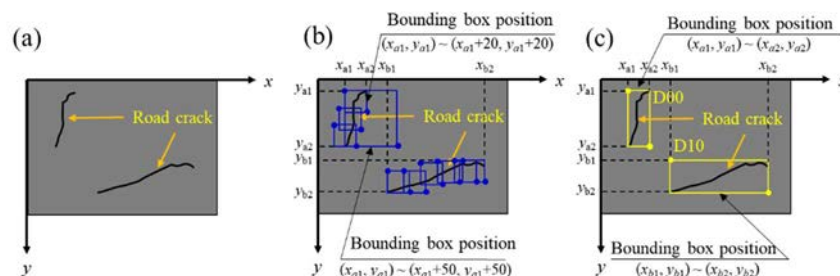 (a)
x
Road crack
y
(b)
Bounding box position
(xa1, ya1) ~ (xa1+20, ya1+20)
xa1 xa2 xb1 xb2
x
ya1
Road crack
ya2
yb1
yb2
Bounding box position
(xa1, ya1) ~ (xa1+50, ya1+50)
y
(c)
Bounding box position
(xa1, ya1) ~ (xa2, ya2)
xa1 xa2 xb1 xb2
x
ya1
D00
Road crack
ya2
yb1
D10
yb2
Bounding box position
(xb1, yb1) ~ (xb2, yb2)
y